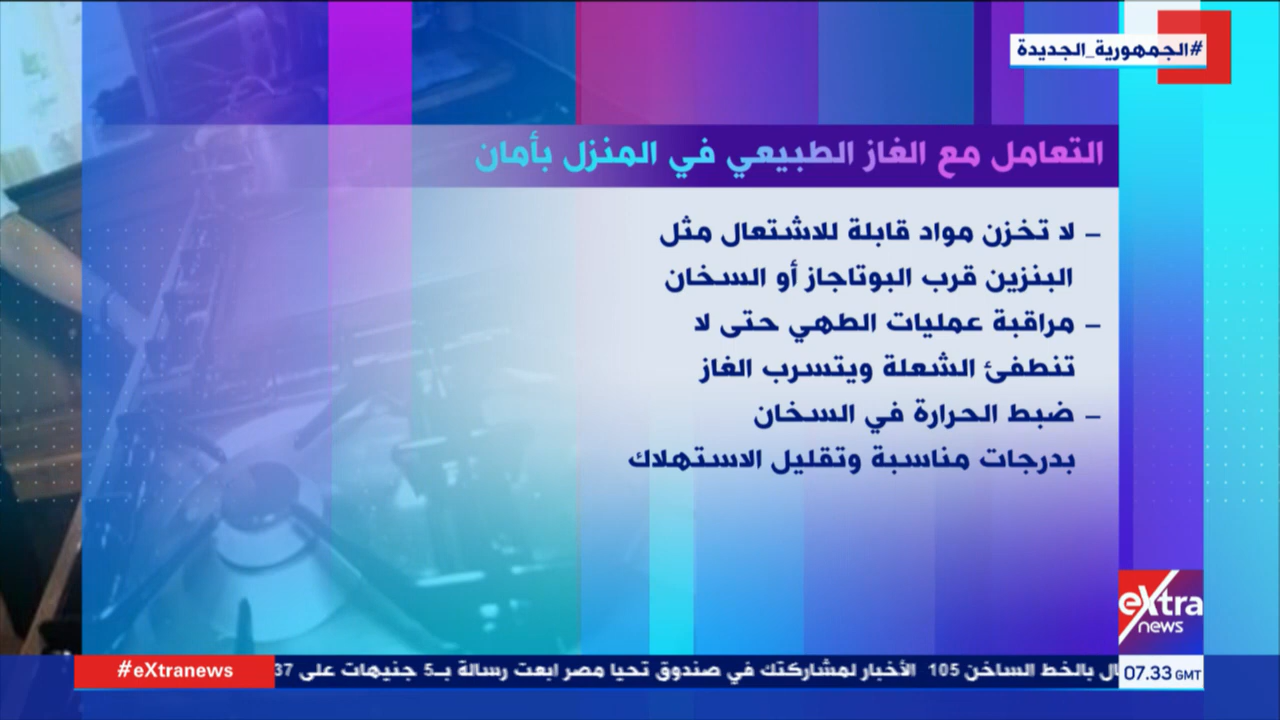 #الجمهورية_الجديدة
التعامل مع الغاز الطبيعي في المنزل بأمان
– لا تخزن مواد قابلة للاشتعال مثل
البنزين قرب البوتاجاز أو السخان
– مراقبة عمليات الطهي حتى لا
تنطفئ الشعلة ويتسرب الغاز
– ضبط الحرارة في السخان
بدرجات مناسبة وتقليل الاستهلاك
eXtra
news
بالخط الساخن 105 الأخبار لمشاركتك في صندوق تحيا مصر ابعت رسالة بـ5 جنيهات على
#eXtranews
07.33 GMT